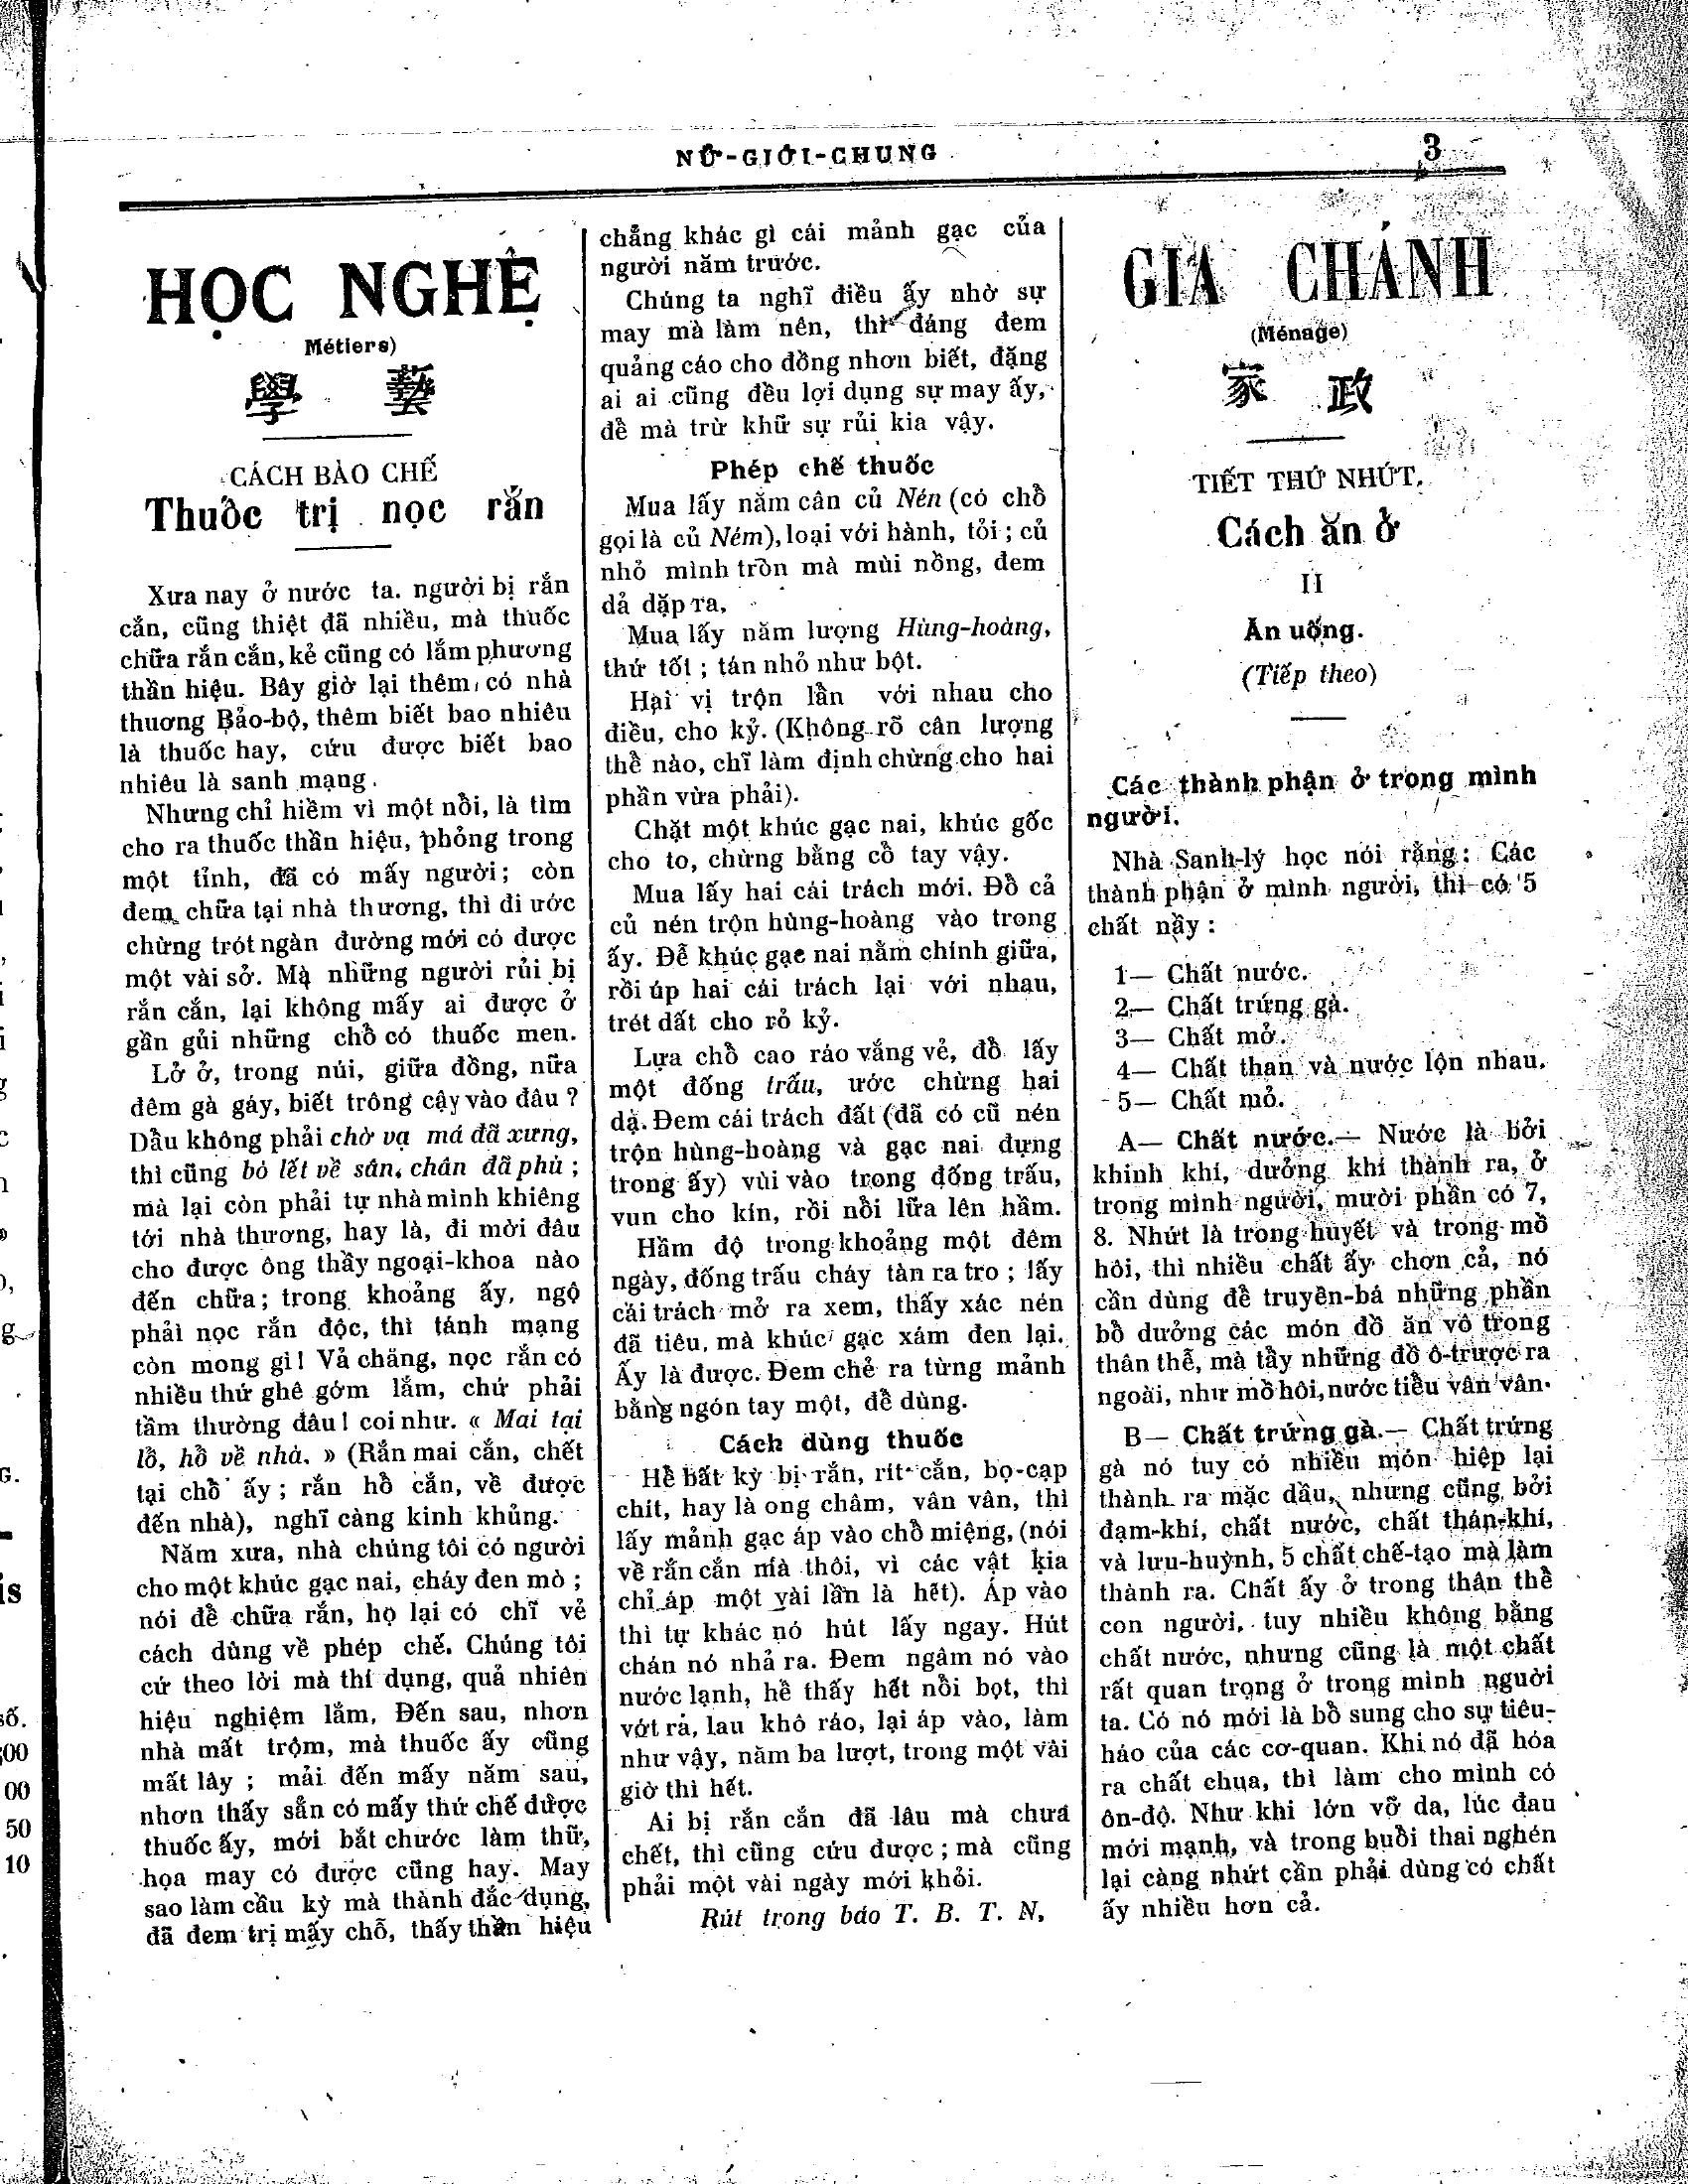 NỮ-GIỚI-CHUNG
3
HỌC NGHỆ
Métiers)
學 藝
CÁCH BÀO CHẾ
Thuốc trị nọc rắn
Xưa nay ở nước ta. người bị rắn
cắn, cũng thiệt đã nhiều, mà thuốc
chữa rắn cắn, kẻ cũng có lắm phương
thần hiệu. Bây giờ lại thêm có nhà
thuơng Bảo-bộ, thêm biết bao nhiêu
là thuốc hay, cứu được biết bao
nhiêu là sanh mạng.
Nhưng chỉ hiềm vì một nỗi, là tìm
cho ra thuốc thần hiệu, phỏng trong
một tỉnh, đã có mấy người; còn
đem chữa tại nhà thương, thì đi ước
chừng trót ngàn đường mới có được
một vài sở. Mà những người rủi bị
rắn cắn, lại không mấy ai được ở
gần gủi những chỗ có thuốc men.
Lở ở, trong núi, giữa đồng, nữa
đêm gà gáy, biết trông cậy vào đâu ?
Dầu không phải chờ vạ má đã xưng,
thì cũng bò lết về sân, chân đã phù ;
mà lại còn phải tự nhà mình khiêng
tới nhà thương, hay là, đi mời đâu
cho được ông thầy ngoại-khoa nào
đến chữa; trong khoảng ấy, ngộ
phải nọc rắn độc, thì tánh mạng
còn mong gì! Vả chăng, nọc rắn có
nhiều thứ ghê gớm lắm, chứ phải
tầm thường đâu! coi như. « Mai tại
lỗ, hổ về nhà. » (Rắn mai cắn, chết
tại chỗ ấy ; rắn hổ cắn, về được
đến nhà), nghĩ càng kinh khủng.
Năm xưa, nhà chúng tôi có người
cho một khúc gạc nai, cháy đen mò ;
nói để chữa rắn, họ lại có chỉ vẻ
cách dùng về phép chế. Chúng tôi
cứ theo lời mà thí dụng, quả nhiên
hiệu nghiệm lắm, Đến sau, nhơn
nhà mất trộm, mà thuốc ấy cũng
mất lây ; mải đến mấy năm sau,
nhơn thấy sẵn có mấy thứ chế được
thuốc ấy, mới bắt chước làm thử,
họa may có được cũng hay. May
sao làm cầu kỳ mà thành đắc dụng,
đã đem trị mấy chỗ, thấy thần hiệu
chẳng khác gì cái mảnh gạc của
người năm trước.
Chúng ta nghĩ điều ấy nhờ sự
may mà làm nên, thì đáng đem
quảng cáo cho đồng nhơn biết, đặng
ai ai cũng đều lợi dụng sự may ấy,
để mà trừ khử sự rủi kia vậy.
Phép chế thuốc
Mua lấy năm cân củ Nén (có chỗ
gọi là củ Ném), loại với hành, tỏi ; củ
nhỏ mình tròn mà mùi nồng, đem
dả dặp ra,
Mua lấy năm lượng Hùng-hoàng,
thứ tốt ; tán nhỏ như bột.
Hai vị trộn lẫn với nhau cho
điều, cho kỷ. (Không rõ cân lượng
thế nào, chĩ làm định chừng cho hai
phần vừa phải).
Chặt một khúc gạc nai, khúc gốc
cho to, chừng bằng cổ tay vậy.
Mua lấy hai cái trách mới. Đổ cả
củ nén trộn hùng-hoàng vào trong
ấy. Để khúc gạc nai nằm chính giữa,
rồi úp hai cái trách lại với nhau,
trét đất cho rỏ kỷ.
Lựa chỗ cao ráo vắng vẻ, đổ lấy
một đống trấu, ước chừng hai
dạ. Đem cái trách đất (đã có cũ nén
trộn hùng-hoàng và gạc nai đựng
trong ấy) vùi vào trong đống trấu,
vun cho kín, rồi nổi lữa lên hầm.
Hầm độ trong khoảng một đêm
ngày, đống trấu cháy tàn ra tro ; lấy
cái trách mở ra xem, thấy xác nén
đã tiêu, mà khúc gạc xám đen lại.
Ấy là được. Đem chẻ ra từng mảnh
bằng ngón tay một, để dùng.
Cách dùng thuốc
Hể bất kỳ bị rắn, rít cắn, bọ-cạp
chít, hay là ong châm, vân vân, thì
lấy mảnh gạc áp vào chỗ miệng, (nói
về rắn cắn mà thôi, vì các vật kia
chỉ áp một vài lần là hết). Áp vào
thì tự khác nó hút lấy ngay. Hút
chán nó nhả ra. Đem ngâm nó vào
nước lạnh, hể thấy hết nổi bọt, thì
vớt ra, lau khô ráo, lại áp vào, làm
như vậy, năm ba lượt, trong một vài
giờ thì hết.
Ai bị rắn cắn đã lâu mà chưa
chết, thì cũng cứu được ; mà cũng
phải một vài ngày mới khỏi.
Rút trong báo T. B. T. N,
GIA CHÁNH
(Ménage)
家 政
TIẾT THỨ NHỨT.
Cách ăn ở
II
Ăn uống.
(Tiếp theo)
Các thành phận ở trong mình
người.
Nhà Sanh-lý học nói rằng: Các
thành phận ở mình người, thì có 5
chất nầy :
1— Chất nước.
2— Chất trứng gà.
3— Chất mở.
4— Chất than và nước lộn nhau.
5— Chất mỏ.
A— Chất nước.— Nước là bởi
khinh khí, dưởng khí thành ra, ở
trong mình người, mười phần có 7,
8. Nhứt là trong huyết và trong mồ
hôi, thì nhiều chất ấy chọn cả, nó
cần dùng để truyền-bá những phần
bổ dưởng các món đồ ăn vô trong
thân thể, mà tẩy những đồ ô-trược ra
ngoài, như mồ hôi, nước tiểu vân vân.
B— Chất trứng gà.— Chất trứng
gà nó tuy có nhiều món hiệp lại
thành ra mặc dầu, nhưng cũng bởi
đạm-khí, chất nước, chất thán-khí,
và lưu-huỳnh, 5 chất chế-tạo mà làm
thành ra. Chất ấy ở trong thân thể
con người, tuy nhiều không bằng
chất nước, nhưng cũng là một chất
rất quan trọng ở trong mình người
ta. Có nó mới là bổ sung cho sự tiêu-
háo của các cơ-quan. Khi nó đã hóa
ra chất chua, thì làm cho mình có
ôn-độ. Như khi lớn vỡ da, lúc đau
mới mạnh, và trong buổi thai nghén
lại càng nhứt cần phải dùng có chất
ấy nhiều hơn cả.